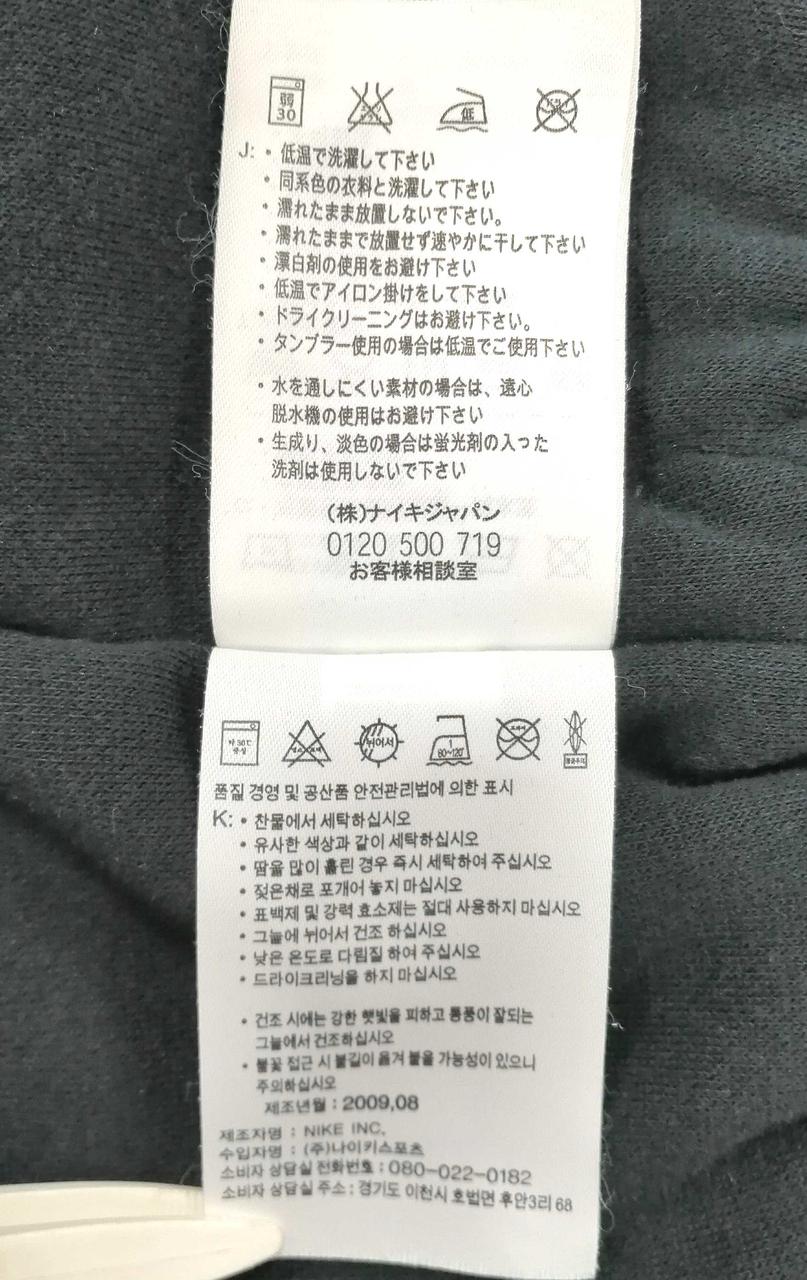 弱
30
低
J: • 低温で洗濯して下さい
• 同系色の衣料と洗濯して下さい
• 濡れたまま放置しないで下さい。
• 濡れたままで放置せず速やかに干して下さい
• 漂白剤の使用をお避け下さい
• 低温でアイロン掛けをして下さい
• ドライクリーニングはお避け下さい。
• タンブラー使用の場合は低温でご使用下さい
• 水を通しにくい素材の場合は、遠心
脱水機の使用はお避け下さい
• 生成り、淡色の場合は蛍光剤の入った
洗剤は使用しないで下さい
(株)ナイキジャパン
0120 500 719
お客様相談室
약 30℃
중성
뉘어서
80~120
품질 경영 및 공산품 안전관리법에 의한 표시
K: • 찬물에서 세탁하십시오
• 유사한 색상과 같이 세탁하십시오
• 땀을 많이 흘린 경우 즉시 세탁하여 주십시오
• 젖은채로 포개어 놓지 마십시오
• 표백제 및 강력 효소제는 절대 사용하지 마십시오
• 그늘에 뉘어서 건조 하십시오
• 낮은 온도로 다림질 하여 주십시오
• 드라이크리닝을 하지 마십시오
• 건조 시에는 강한 햇빛을 피하고 통풍이 잘되는
그늘에서 건조하십시오
• 불꽃 접근 시 불길이 옮겨 붙을 가능성이 있으니
주의하십시오
제조년월 : 2009,08
제조자명 : NIKE INC,
수입자명 : (주)나이키스포츠
소비자 상담실 전화번호 : 080-022-0182
소비자 상담실 주소 : 경기도 이천시 호법면 후안3리 68